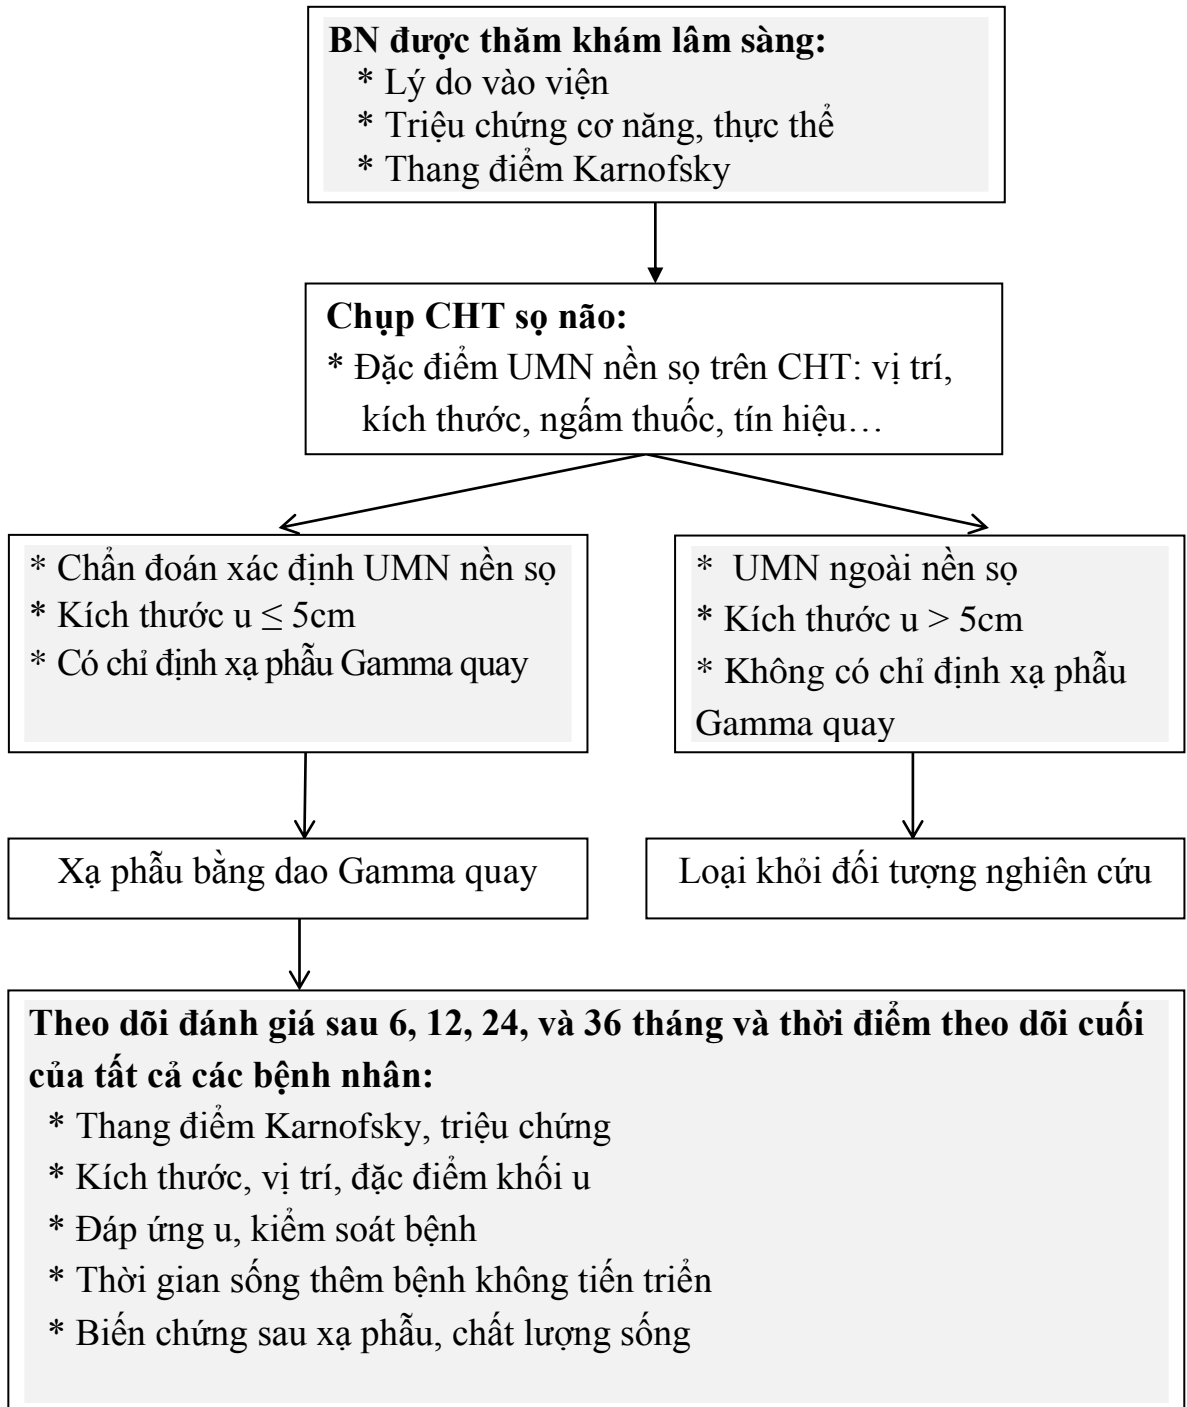 BN được thăm khám lâm sàng:
* Lý do vào viện
* Triệu chứng cơ năng, thực thể
* Thang điểm Karnofsky
Chụp CHT sọ não:
* Đặc điểm UMN nền sọ trên CHT: vị trí,
kích thước, ngấm thuốc, tín hiệu…
* Chẩn đoán xác định UMN nền sọ
* Kích thước u ≤ 5cm
* Có chỉ định xạ phẫu Gamma quay
* UMN ngoài nền sọ
* Kích thước u > 5cm
* Không có chỉ định xạ phẫu
Gamma quay
Xạ phẫu bằng dao Gamma quay
Loại khỏi đối tượng nghiên cứu
Theo dõi đánh giá sau 6, 12, 24, và 36 tháng và thời điểm theo dõi cuối
của tất cả các bệnh nhân:
* Thang điểm Karnofsky, triệu chứng
* Kích thước, vị trí, đặc điểm khối u
* Đáp ứng u, kiểm soát bệnh
* Thời gian sống thêm bệnh không tiến triển
* Biến chứng sau xạ phẫu, chất lượng sống